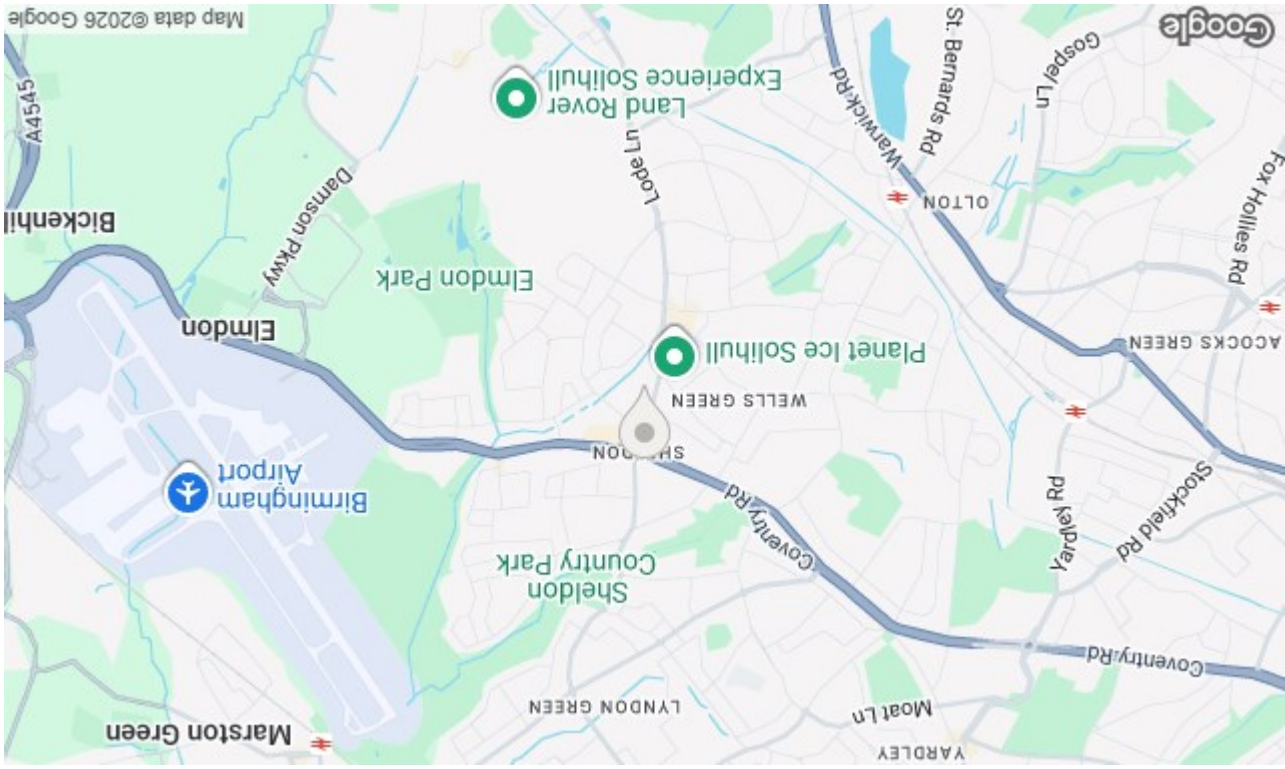 YARDLEY
Marston Green
Moat Ln
LYNDON GREEN
Coventry Rd
Sheldon
Country Park
Coventry Rd
Stockfield Rd
Yardley Rd
Birmingham
Airport
SHELDON
WELLS GREEN
Planet Ice Solihull
ACOCKS GREEN
Elmdon
Elmdon Park
Fox Hollies Rd
Damson Pkwy
Bickenhil
OLTON
Lode Ln
Warwick Rd
St. Bernards Rd
Gospel Ln
Land Rover
Experience Solihull
A4545
Google
Map data ©2026 Google